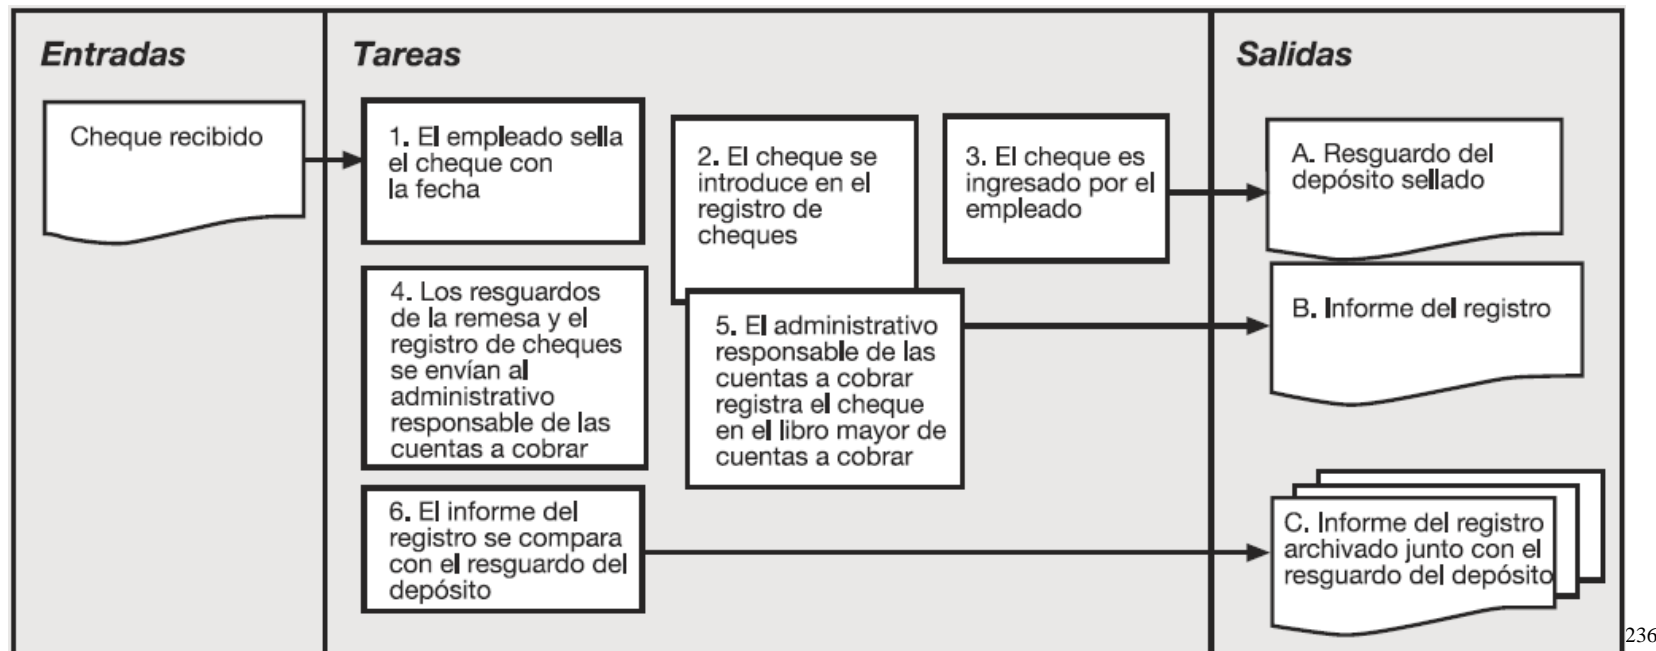 Entradas
Tareas
Salidas
Cheque recibido
1. El empleado sella
el cheque con
la fecha
2. El cheque se
introduce en el
registro de
cheques
3. El cheque es
ingresado por el
empleado
A. Resguardo del
depósito sellado
4. Los resguardos
de la remesa y el
registro de cheques
se envían al
administrativo
responsable de las
cuentas a cobrar
5. El administrativo
responsable de las
cuentas a cobrar
registra el cheque
en el libro mayor de
cuentas a cobrar
B. Informe del registro
6. El informe del
registro se compara
con el resguardo del
depósito
C. Informe del registro
archivado junto con el
resguardo del depósito
236